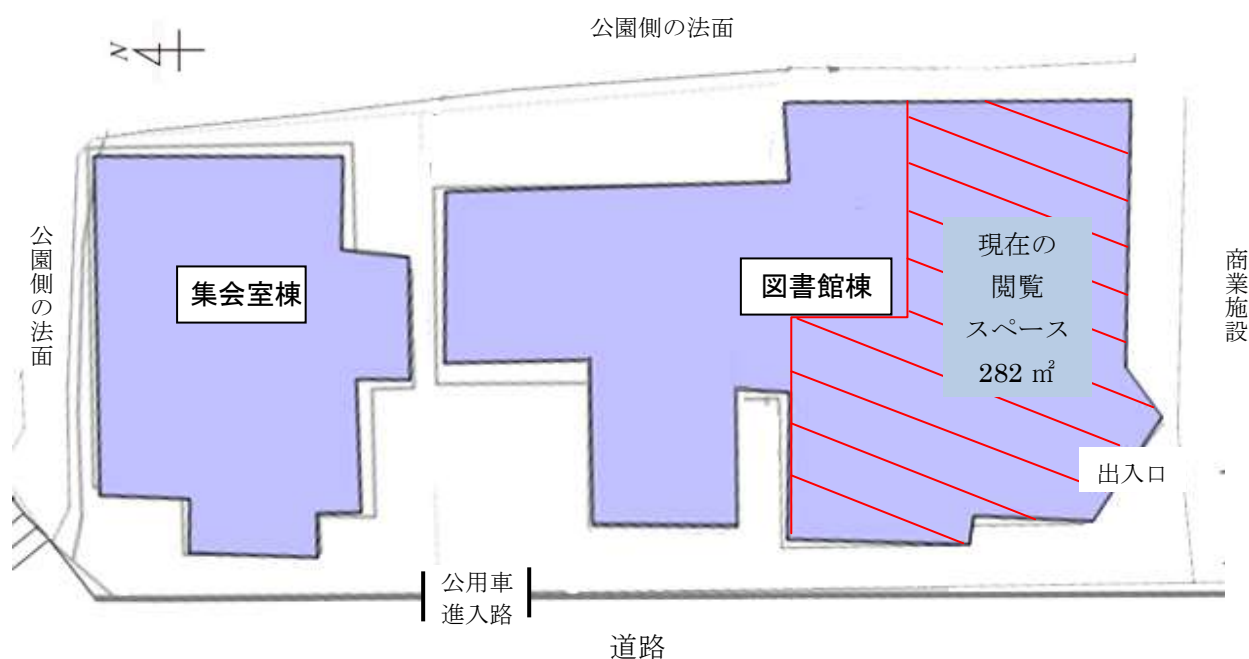 公園側の法面
N
公園側の法面
集会室棟
図書館棟
現在の
閲覧
スペース
282 ㎡
商業施設
出入口
公用車
進入路
道路